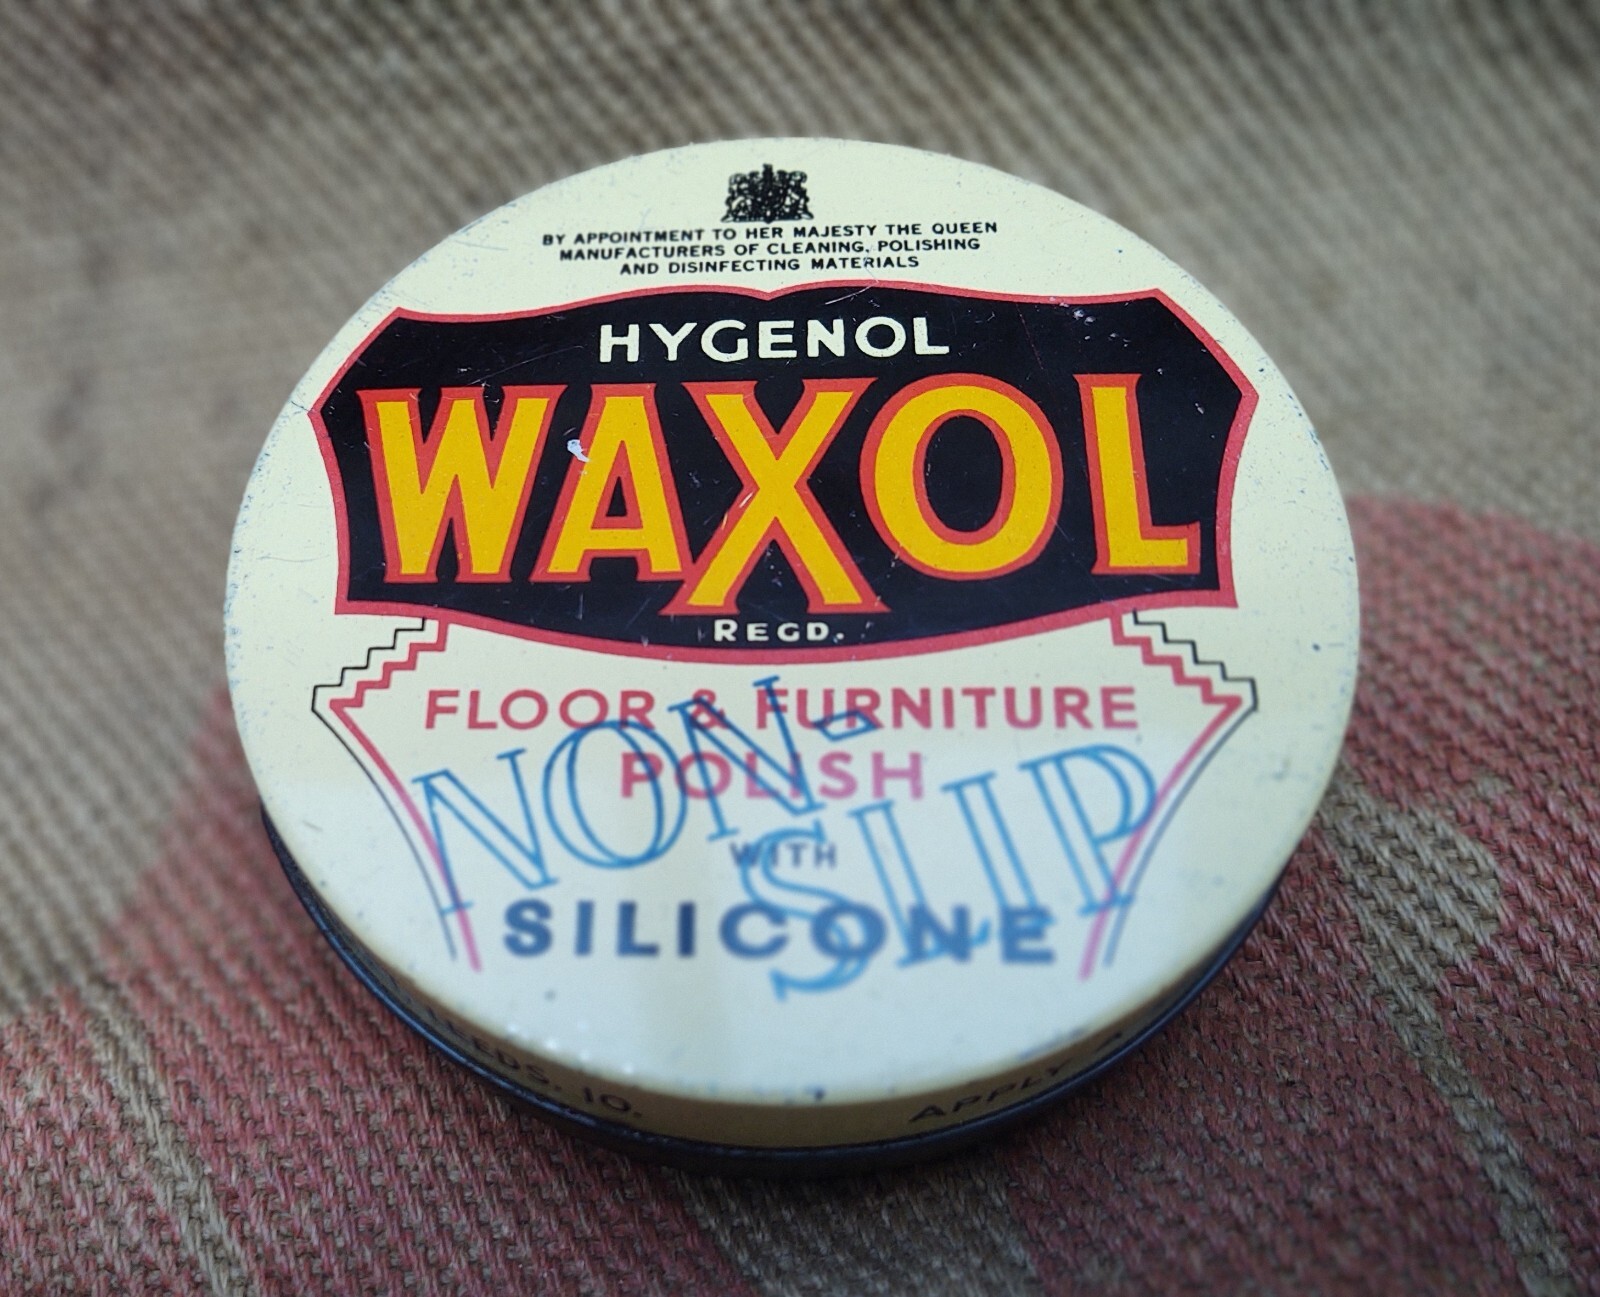 BY APPOINTMENT TO HER MAJESTY THE QUEEN
MANUFACTURERS OF CLEANING, POLISHING
AND DISINFECTING MATERIALS
HYGENOL
WAXOL
REGD.
FLOOR & FURNITURE
POLISH
WITH
SILICONE
NON-
SLIP
LEEDS. 10.
APPLY A